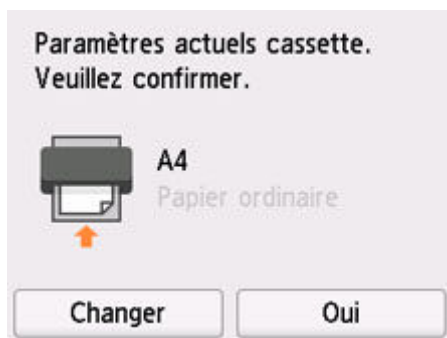 Paramètres actuels cassette.
Veuillez confirmer.
A4
Papier ordinaire
Changer
Oui